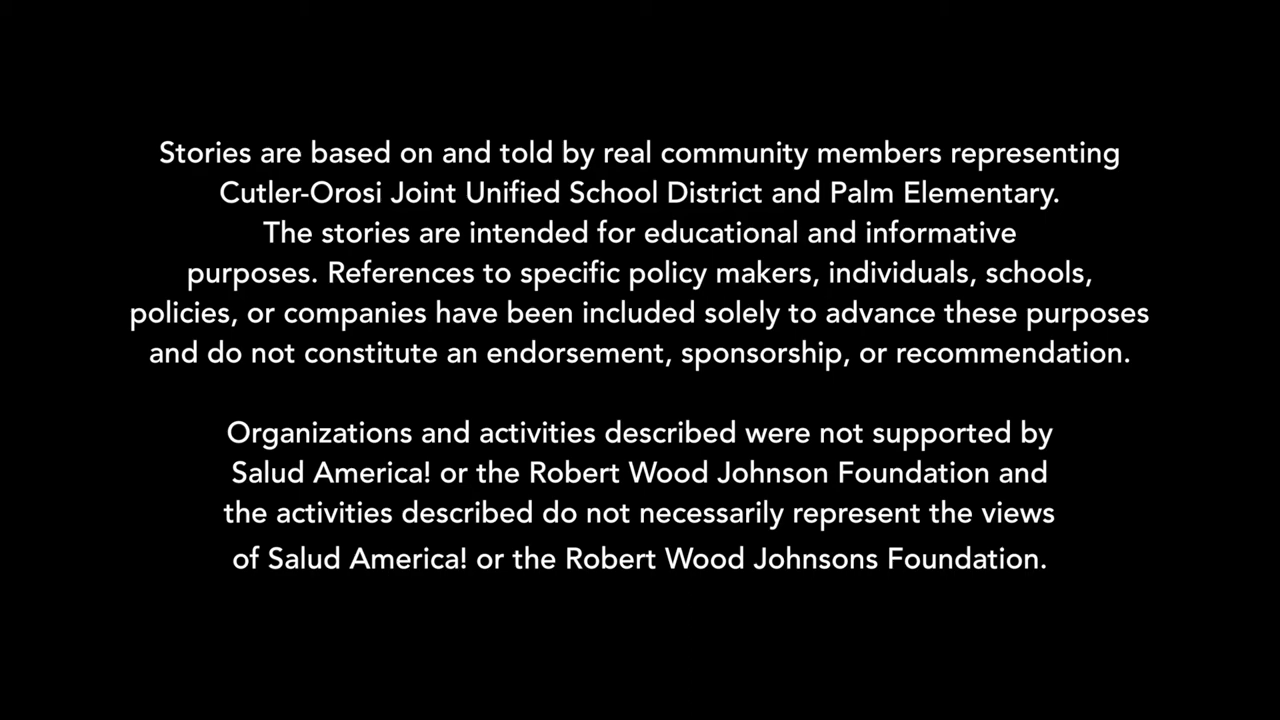 Stories are based on and told by real community members representing
Cutler-Orosi Joint Unified School District and Palm Elementary.
The stories are intended for educational and informative
purposes. References to specific policy makers, individuals, schools,
policies, or companies have been included solely to advance these purposes
and do not constitute an endorsement, sponsorship, or recommendation.
Organizations and activities described were not supported by
Salud America! or the Robert Wood Johnson Foundation and
the activities described do not necessarily represent the views
of Salud America! or the Robert Wood Johnsons Foundation.